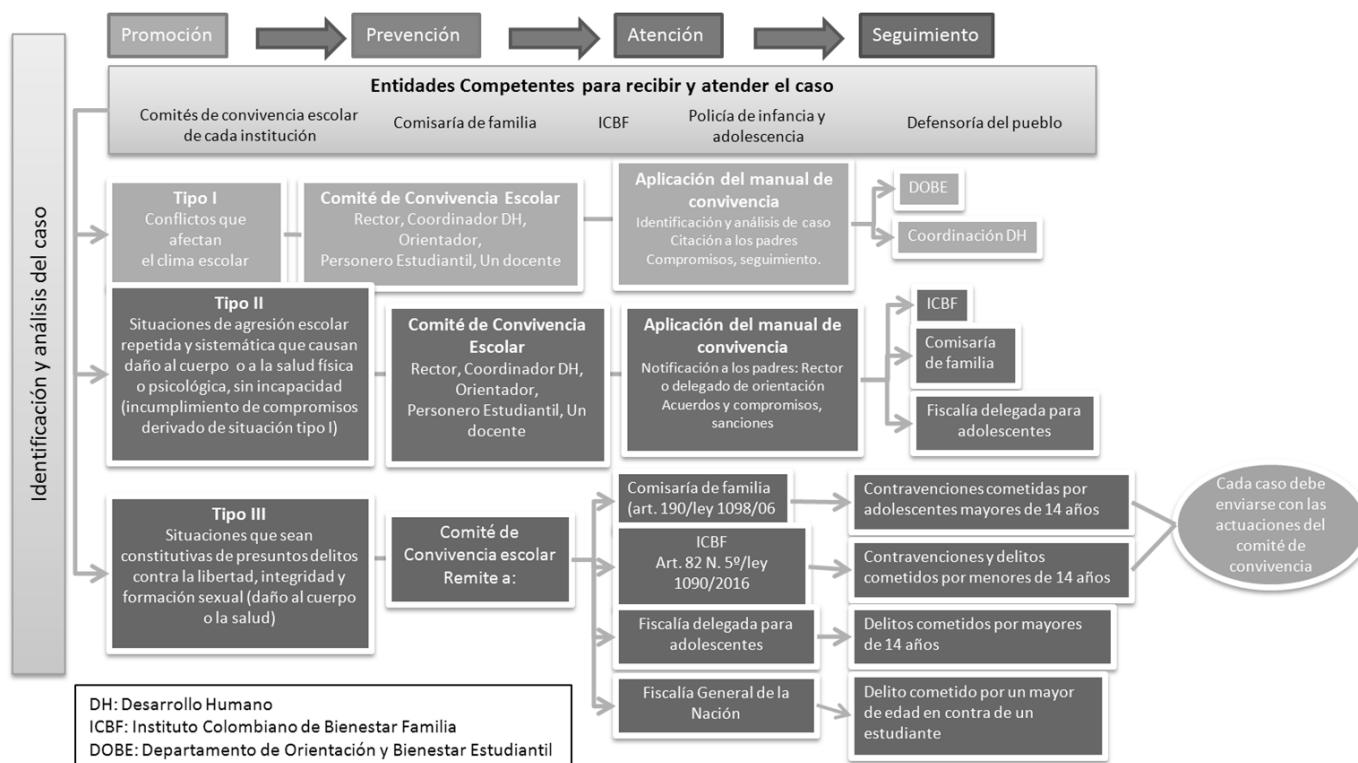 Promoción
Prevención
Atención
Seguimiento
Identificación y análisis del caso
Entidades Competentes para recibir y atender el caso
Comités de convivencia escolar
de cada institución
Comisaría de familia
ICBF
Policía de infancia y
adolescencia
Defensoría del pueblo
Tipo I
Conflictos que
afectan
el clima escolar
Comité de Convivencia Escolar
Rector, Coordinador DH,
Orientador,
Personero Estudiantil, Un docente
Aplicación del manual de
convivencia
Identificación y análisis de caso
Citación a los padres
Compromisos, seguimiento.
DOBE
Coordinación DH
Tipo II
Situaciones de agresión escolar
repetida y sistemática que causan
daño al cuerpo o a la salud física
o psicológica, sin incapacidad
(incumplimiento de compromisos
derivado de situación tipo I)
Comité de Convivencia
Escolar
Rector, Coordinador DH,
Orientador,
Personero Estudiantil, Un
docente
Aplicación del manual de
convivencia
Notificación a los padres: Rector
o delegado de orientación
Acuerdos y compromisos,
sanciones
ICBF
Comisaría
de familia
Fiscalía delegada para
adolescentes
Tipo III
Situaciones que sean
constitutivas de presuntos delitos
contra la libertad, integridad y
formación sexual (daño al cuerpo
o la salud)
Comité de
Convivencia escolar
Remite a:
Comisaría de familia
(art. 190/ley 1098/06
Contravenciones cometidas por
adolescentes mayores de 14 años
ICBF
Art. 82 N. 5º/ley
1090/2016
Contravenciones y delitos
cometidos por menores de 14 años
Fiscalía delegada para
adolescentes
Delitos cometidos por mayores
de 14 años
Fiscalía General de la
Nación
Delito cometido por un mayor
de edad en contra de un
estudiante
Cada caso debe
enviarse con las
actuaciones del
comité de
convivencia
DH: Desarrollo Humano
ICBF: Instituto Colombiano de Bienestar Familia
DOBE: Departamento de Orientación y Bienestar Estudiantil